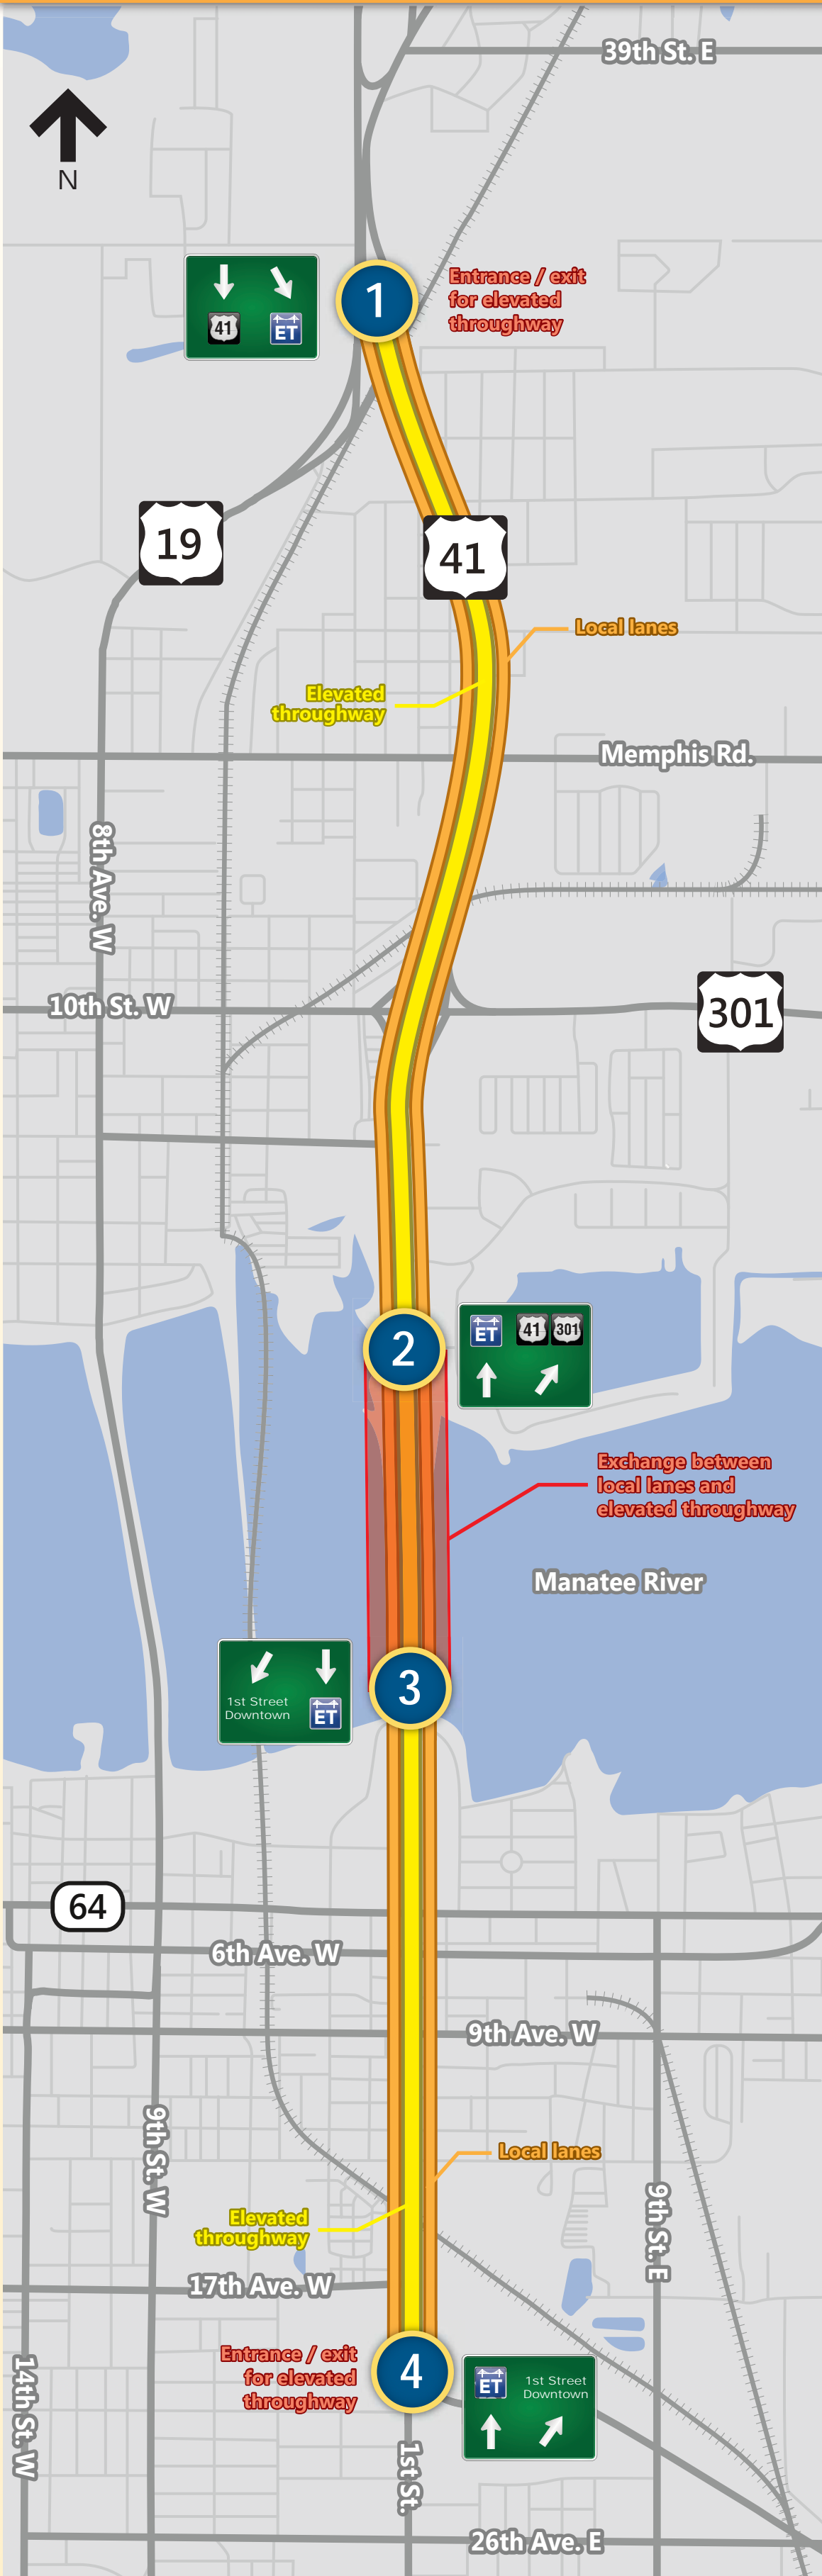 39th St. E
N
1
Entrance / exit
for elevated
throughway
41
ET
19
41
Local lanes
Elevated
throughway
Memphis Rd.
8th Ave. W
10th St. W
301
2
ET
41
301
Exchange between
local lanes and
elevated throughway
Manatee River
3
1st Street
Downtown
ET
64
6th Ave. W
9th Ave. W
9th St. W
Local lanes
9th St. E
Elevated
throughway
17th Ave. W
Entrance / exit
for elevated
throughway
4
ET
1st Street
Downtown
14th St. W
1st St.
26th Ave. E